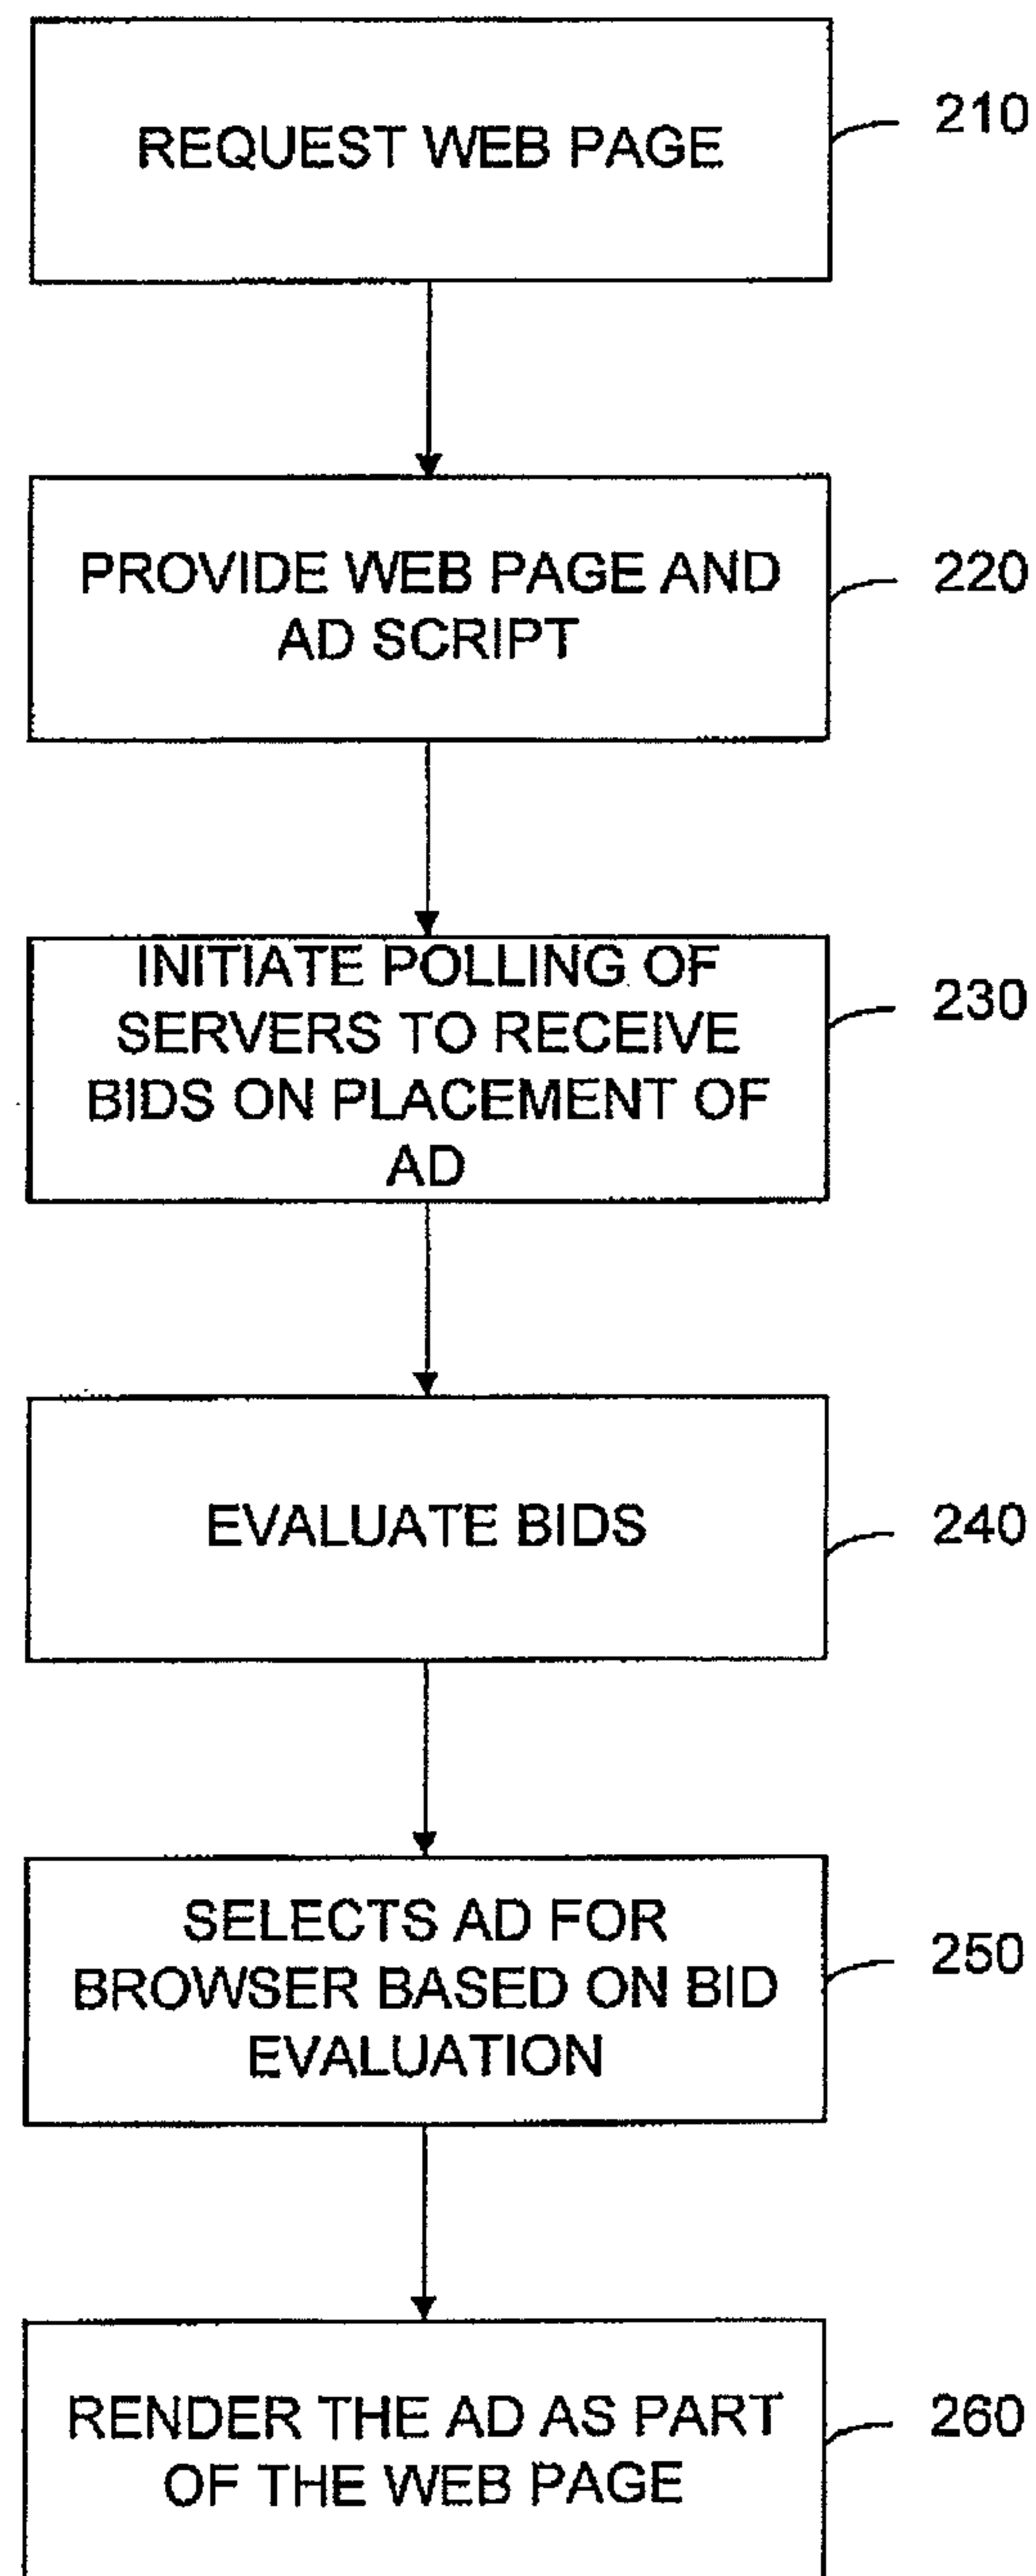 REQUEST WEB PAGE
210
PROVIDE WEB PAGE AND
AD SCRIPT
220
INITIATE POLLING OF
SERVERS TO RECEIVE
BIDS ON PLACEMENT OF
AD
230
EVALUATE BIDS
240
SELECTS AD FOR
BROWSER BASED ON BID
EVALUATION
250
RENDER THE AD AS PART
OF THE WEB PAGE
260